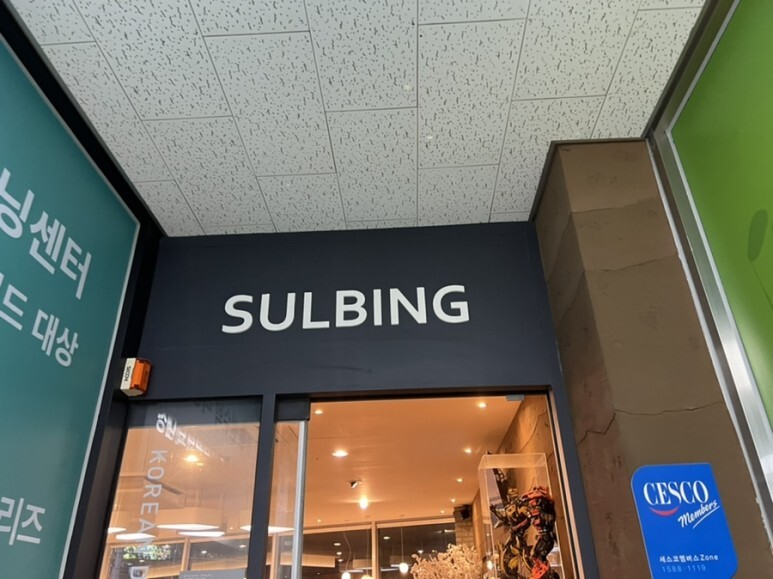 닝센터
드 대상
리즈
SULBING
KOREA
CESCO
Members
세스코멤버스Zone
1588 1119